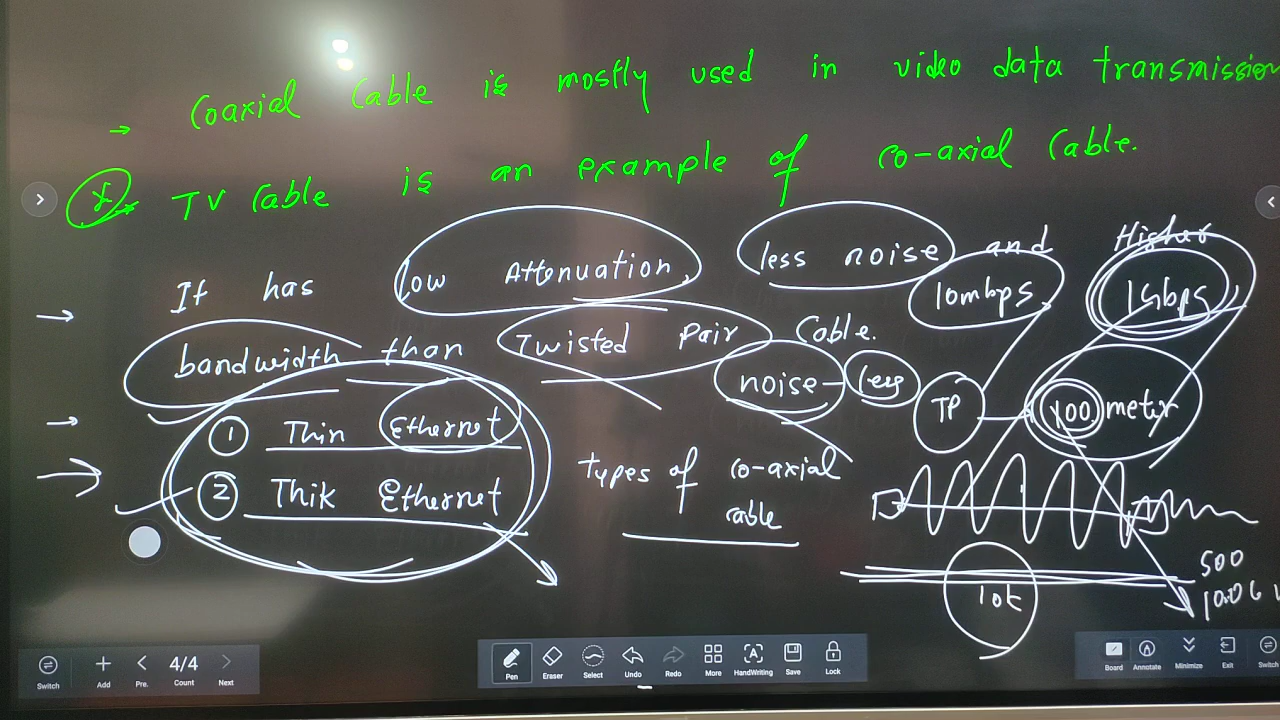 → Coaxial Cable is mostly used in video data transmission
→ TV Cable is an example of co-axial Cable.
→ It has low Attenuation, less noise and Higher
10mbps 1Gbps
bandwidth than Twisted Pair Cable.
noise - less
TP 100 meter
→ 1 Thin Ethernet
types of co-axial
→ 2 Thik Ethernet
cable
500
lot
4/4
Switch Add Pre. Count Next
Pen Eraser Select Undo Redo More HandWriting Save Lock
Board Annotate Minimize Exit Switch